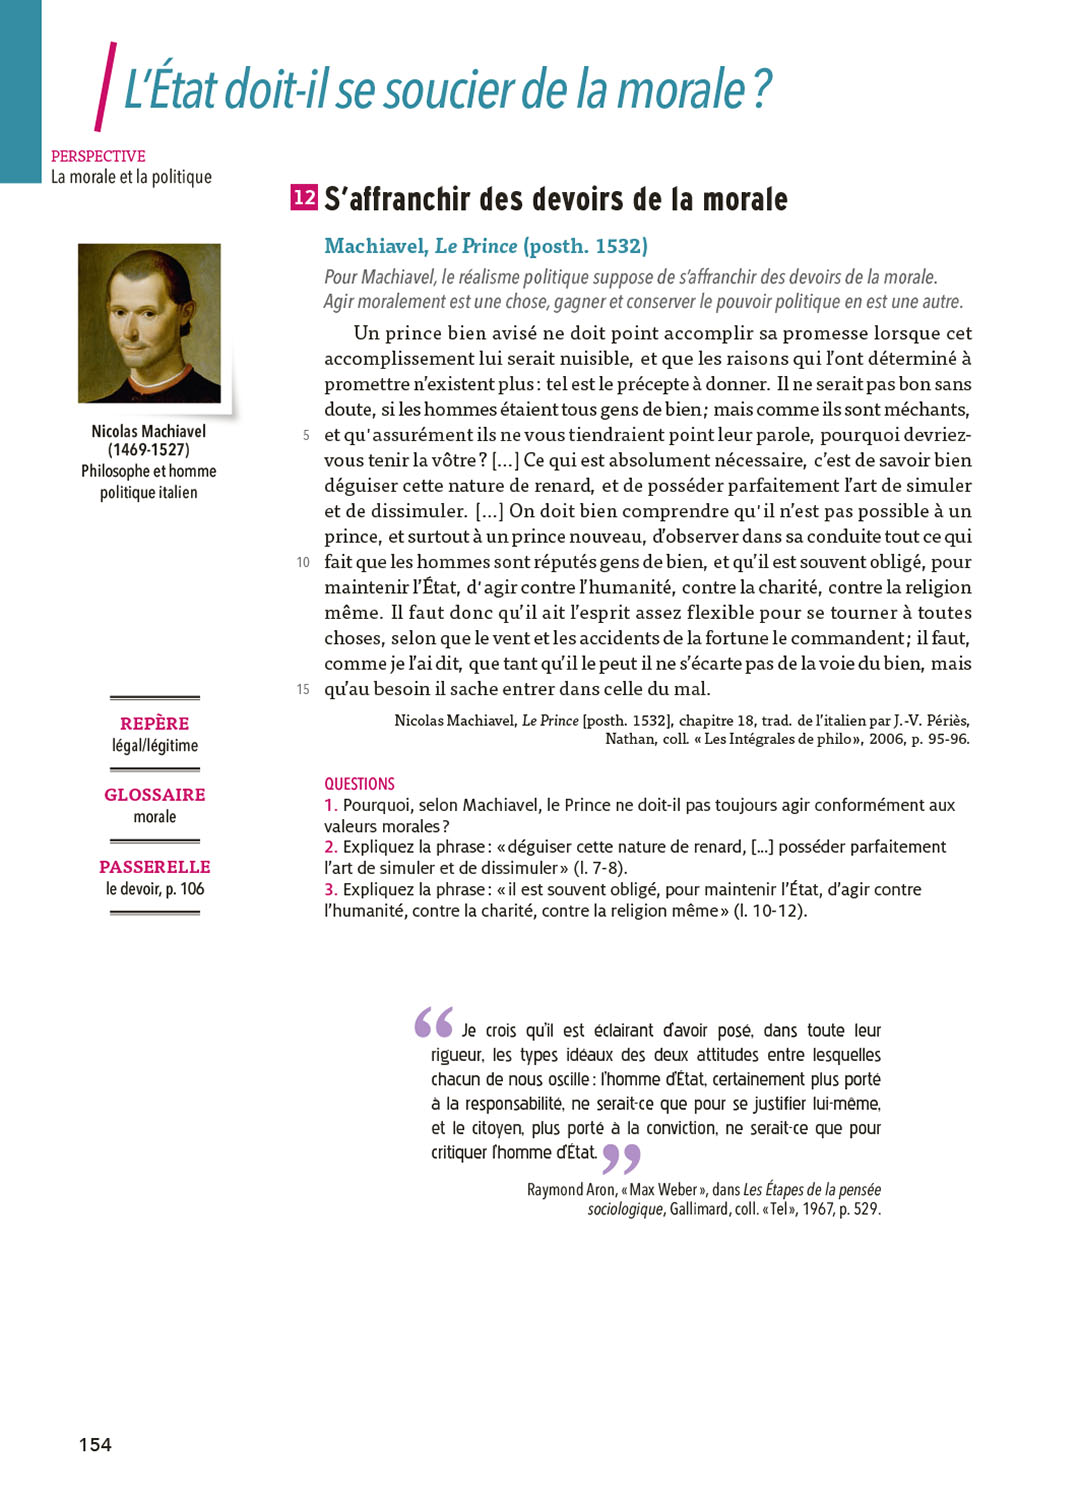 L’État doit-il se soucier de la morale ?
PERSPECTIVE
La morale et la politique
12 S’affranchir des devoirs de la morale
Machiavel, Le Prince (posth. 1532)
Pour Machiavel, le réalisme politique suppose de s’affranchir des devoirs de la morale.
Agir moralement est une chose, gagner et conserver le pouvoir politique en est une autre.
Un prince bien avisé ne doit point accomplir sa promesse lorsque cet
accomplissement lui serait nuisible, et que les raisons qui l’ont déterminé à
promettre n’existent plus : tel est le précepte à donner. Il ne serait pas bon sans
doute, si les hommes étaient tous gens de bien ; mais comme ils sont méchants,
5 et qu'assurément ils ne vous tiendraient point leur parole, pourquoi devriez-
vous tenir la vôtre ? [...] Ce qui est absolument nécessaire, c’est de savoir bien
déguiser cette nature de renard, et de posséder parfaitement l’art de simuler
et de dissimuler. [...] On doit bien comprendre qu'il n’est pas possible à un
prince, et surtout à un prince nouveau, d’observer dans sa conduite tout ce qui
10 fait que les hommes sont réputés gens de bien, et qu’il est souvent obligé, pour
maintenir l’État, d'agir contre l’humanité, contre la charité, contre la religion
même. Il faut donc qu’il ait l’esprit assez flexible pour se tourner à toutes
choses, selon que le vent et les accidents de la fortune le commandent ; il faut,
comme je l’ai dit, que tant qu’il le peut il ne s’écarte pas de la voie du bien, mais
15 qu’au besoin il sache entrer dans celle du mal.
Nicolas Machiavel, Le Prince [posth. 1532], chapitre 18, trad. de l’italien par J.-V. Périès,
Nathan, coll. « Les Intégrales de philo », 2006, p. 95-96.
Nicolas Machiavel
(1469-1527)
Philosophe et homme
politique italien
REPÈRE
légal/légitime
GLOSSAIRE
morale
PASSERELLE
le devoir, p. 106
QUESTIONS
1. Pourquoi, selon Machiavel, le Prince ne doit-il pas toujours agir conformément aux
valeurs morales ?
2. Expliquez la phrase : « déguiser cette nature de renard, [...] posséder parfaitement
l’art de simuler et de dissimuler » (l. 7-8).
3. Expliquez la phrase : « il est souvent obligé, pour maintenir l’État, d’agir contre
l’humanité, contre la charité, contre la religion même » (l. 10-12).
“ Je crois qu’il est éclairant d’avoir posé, dans toute leur
rigueur, les types idéaux des deux attitudes entre lesquelles
chacun de nous oscille : l’homme d’État, certainement plus porté
à la responsabilité, ne serait-ce que pour se justifier lui-même,
et le citoyen, plus porté à la conviction, ne serait-ce que pour
critiquer l’homme d’État. ”
Raymond Aron, « Max Weber », dans Les Étapes de la pensée
sociologique, Gallimard, coll. « Tel », 1967, p. 529.
154